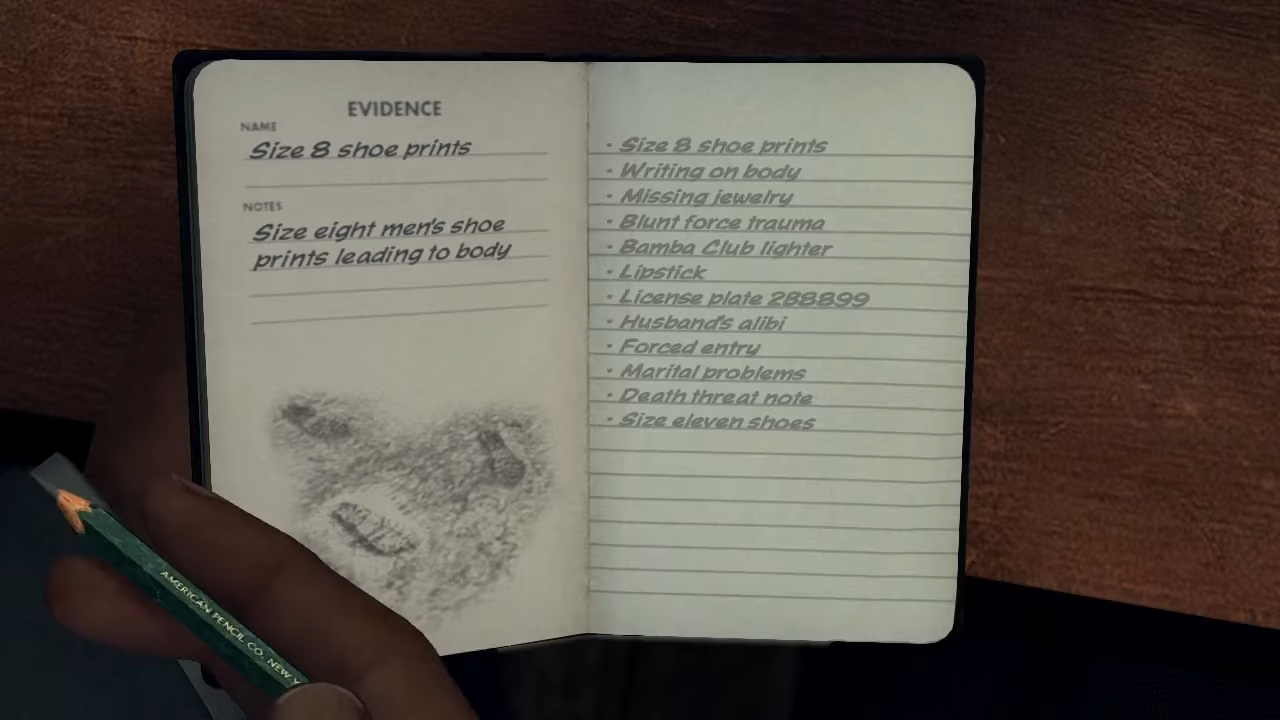 EVIDENCE
NAME
Size 8 shoe prints
NOTES
Size eight men's shoe
prints leading to body
• Size 8 shoe prints
• Writing on body
• Missing jewelry
• Blunt force trauma
• Bamba Club lighter
• Lipstick
• License plate 2B8899
• Husband's alibi
• Forced entry
• Marital problems
• Death threat note
• Size eleven shoes
AMERICAN PENCIL CO, NEW Y